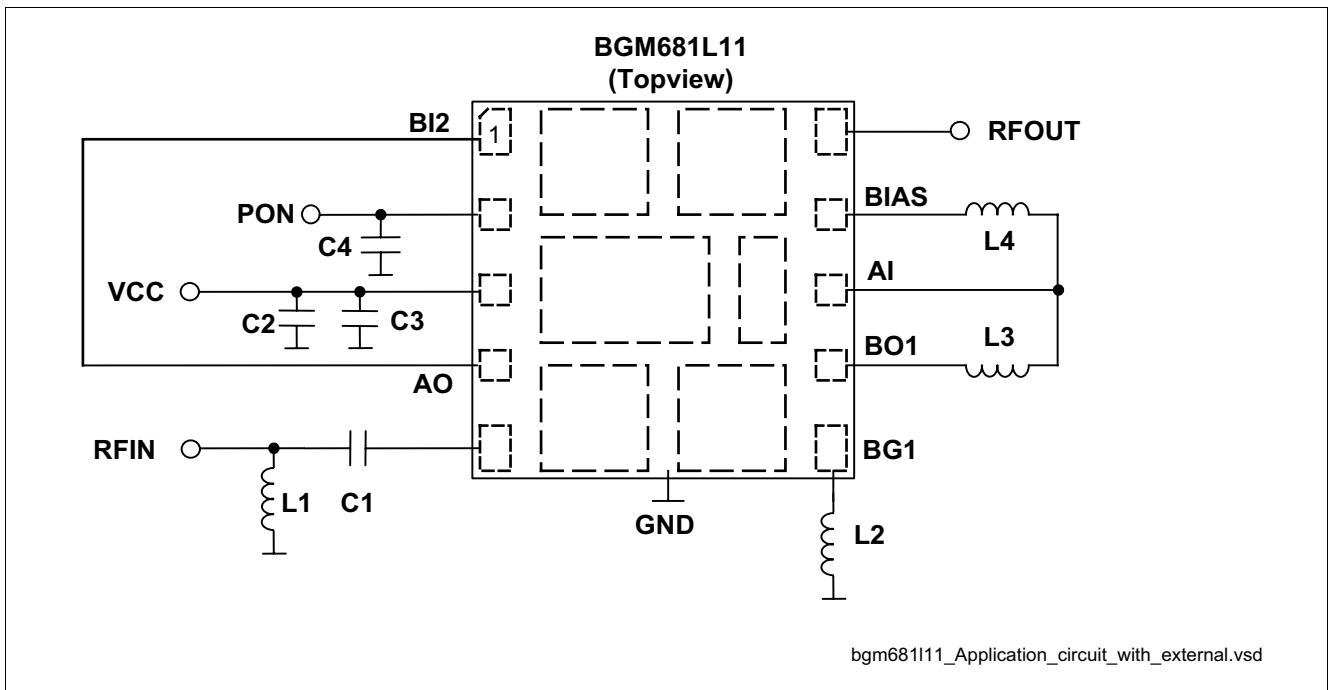 BGM681L11
(Topview)
BI2
1
RFOUT
PON
C4
BIAS
L4
VCC
C2
C3
AI
AO
BO1
L3
RFIN
L1
C1
BG1
GND
L2
bgm681l11_Application_circuit_with_external.vsd